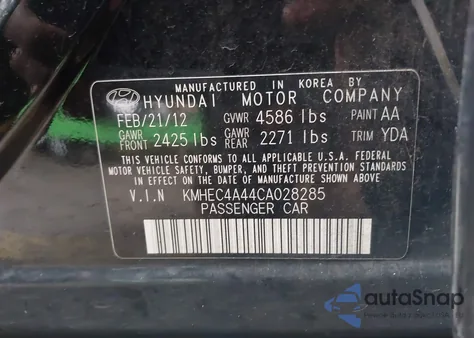 MANUFACTURED IN KOREA BY
HYUNDAI MOTOR COMPANY
FEB/21/12 GVWR 4586 lbs PAINT AA
GAWR FRONT 2425 lbs GAWR REAR 2271 lbs TRIM YDA
THIS VEHICLE CONFORMS TO ALL APPLICABLE U.S.A. FEDERAL
MOTOR VEHICLE SAFETY, BUMPER, AND THEFT PREVENTION STANDARDS
IN EFFECT ON THE DATE OF MANUFACTURE SHOWN ABOVE.
V.I.N KMHEC4A44CA028285
PASSENGER CAR
autaSnap